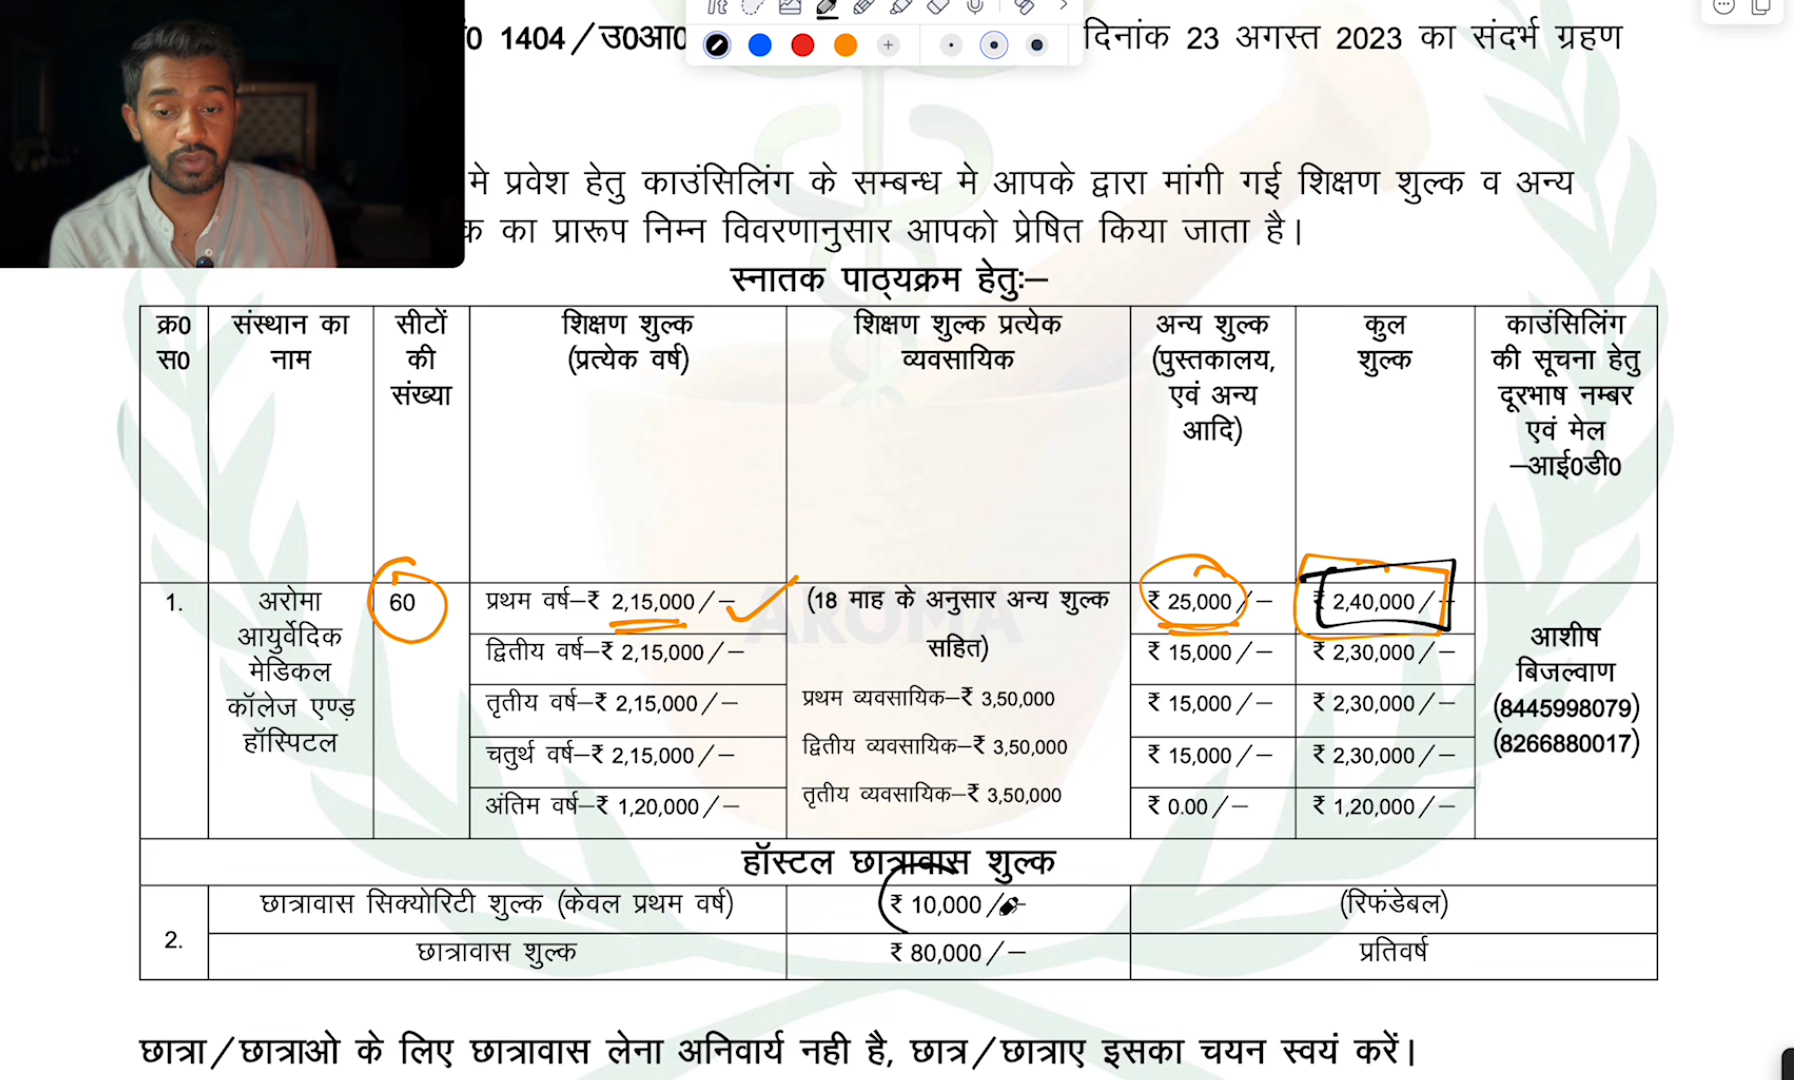 0 1404/उ0आ0
दिनांक 23 अगस्त 2023 का संदर्भ ग्रहण
मे प्रवेश हेतु काउंसिलिंग के सम्बन्ध मे आपके द्वारा मांगी गई शिक्षण शुल्क व अन्य
क का प्रारूप निम्न विवरणानुसार आपको प्रेषित किया जाता है।
स्नातक पाठ्यक्रम हेतुः–
क्र0 स0
संस्थान का नाम
सीटों की संख्या
शिक्षण शुल्क (प्रत्येक वर्ष)
शिक्षण शुल्क प्रत्येक व्यवसायिक
अन्य शुल्क (पुस्तकालय, एवं अन्य आदि)
कुल शुल्क
काउंसिलिंग की सूचना हेतु दूरभाष नम्बर एवं मेल –आई0डी0
1.
अरोमा आयुर्वेदिक मेडिकल कॉलेज एण्ड़ हॉस्पिटल
60
प्रथम वर्ष–₹ 2,15,000/–
द्वितीय वर्ष–₹ 2,15,000/–
तृतीय वर्ष–₹ 2,15,000/–
चतुर्थ वर्ष–₹ 2,15,000/–
अंतिम वर्ष–₹ 1,20,000/–
(18 माह के अनुसार अन्य शुल्क सहित)
प्रथम व्यवसायिक–₹ 3,50,000
द्वितीय व्यवसायिक–₹ 3,50,000
तृतीय व्यवसायिक–₹ 3,50,000
₹ 25,000/–
₹ 15,000/–
₹ 15,000/–
₹ 15,000/–
₹ 0.00/–
₹ 2,40,000/–
₹ 2,30,000/–
₹ 2,30,000/–
₹ 2,30,000/–
₹ 1,20,000/–
आशीष बिजल्वाण
(8445998079)
(8266880017)
AROMA
हॉस्टल छात्रावास शुल्क
2.
छात्रावास सिक्योरिटी शुल्क (केवल प्रथम वर्ष) ₹ 10,000/– (रिफंडेबल)
छात्रावास शुल्क ₹ 80,000/– प्रतिवर्ष
छात्रा/छात्राओ के लिए छात्रावास लेना अनिवार्य नही है, छात्र/छात्राए इसका चयन स्वयं करें।